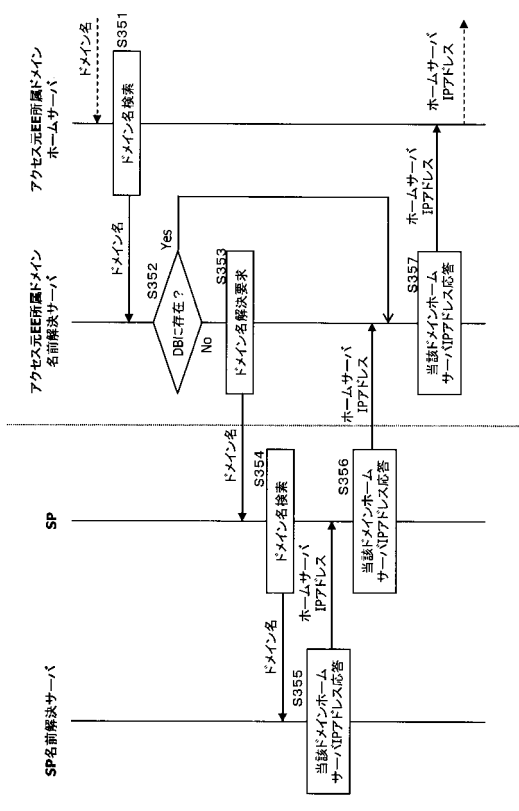 アクセス元EE所属ドメイン
ホームサーバ
ドメイン名
S351
ドメイン名検索
ドメイン名
アクセス元EE所属ドメイン
名前解決サーバ
S352
DBに存在?
Yes
No
S353
ドメイン名解決要求
ドメイン名
SP
S354
ドメイン名検索
ドメイン名
SP名前解決サーバ
S355
当該ドメインホーム
サーバIPアドレス応答
ホームサーバ
IPアドレス
S356
当該ドメインホーム
サーバIPアドレス応答
ホームサーバ
IPアドレス
S357
当該ドメインホーム
サーバIPアドレス応答
ホームサーバ
IPアドレス
ホームサーバ
IPアドレス